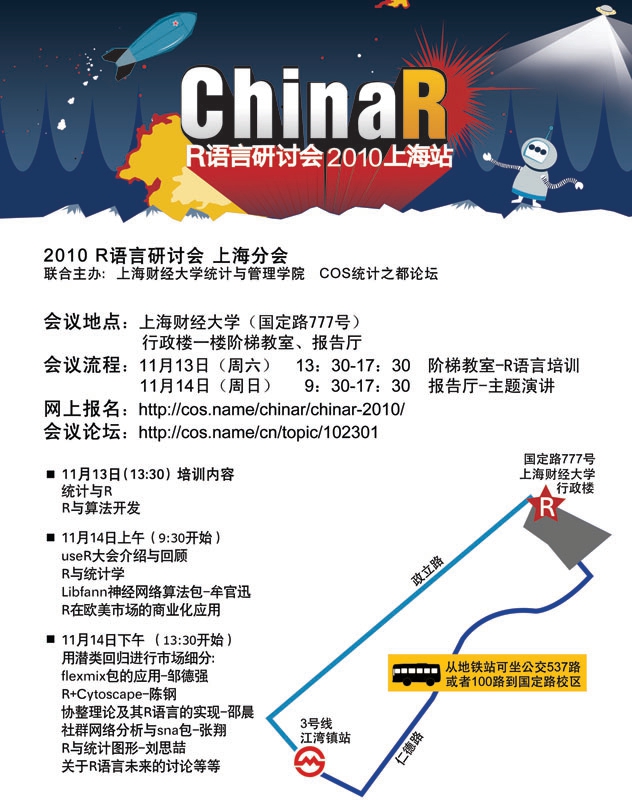 ChinaR
R语言研讨会2010上海站
2010 R语言研讨会 上海分会
联合主办: 上海财经大学统计与管理学院 COS统计之都论坛
会议地点：上海财经大学（国定路777号）
行政楼一楼阶梯教室、报告厅
会议流程：11月13日（周六） 13：30-17：30 阶梯教室-R语言培训
11月14日（周日） 9：30-17：30 报告厅-主题演讲
网上报名：http://cos.name/chinar/chinar-2010/
会议论坛：http://cos.name/cn/topic/102301
■ 11月13日(13:30) 培训内容
统计与R
R与算法开发
■ 11月14日上午（9:30开始）
useR大会介绍与回顾
R与统计学
Libfann神经网络算法包-牟官迅
R在欧美市场的商业化应用
■ 11月14日下午 （13:30开始）
用潜类回归进行市场细分:
flexmix包的应用-邹德强
R+Cytoscape-陈钢
协整理论及其R语言的实现-邵晨
社群网络分析与sna包-张翔
R与统计图形-刘思喆
关于R语言未来的讨论等等
国定路777号
上海财经大学
行政楼
R
政立路
从地铁站可坐公交537路
或者100路到国定路校区
3号线
江湾镇站
仁德路